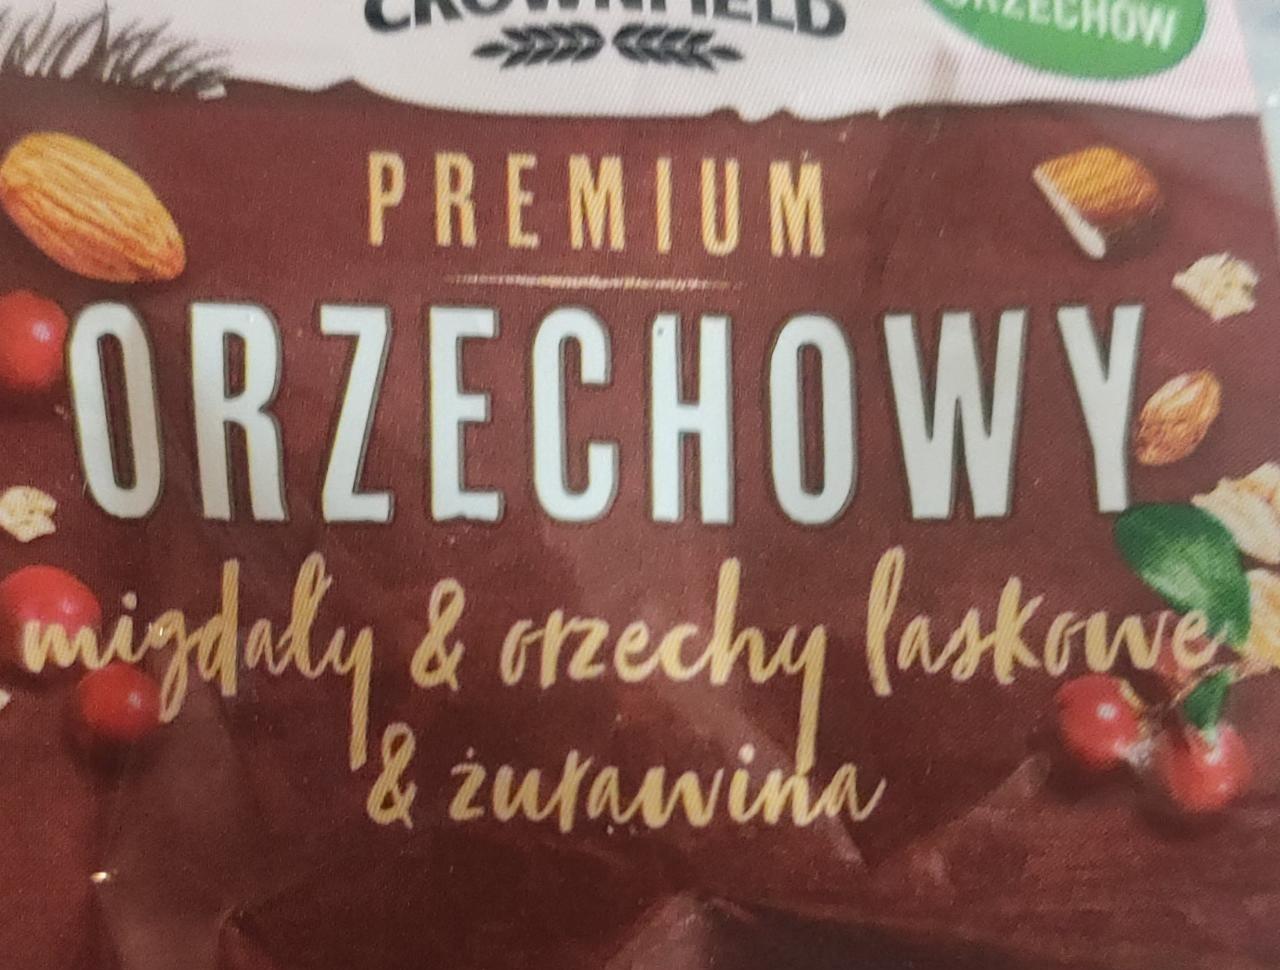 CROWNFIELD
ORZECHÓW
PREMIUM
ORZECHOWY
migdały & orzechy laskowe
& żurawina